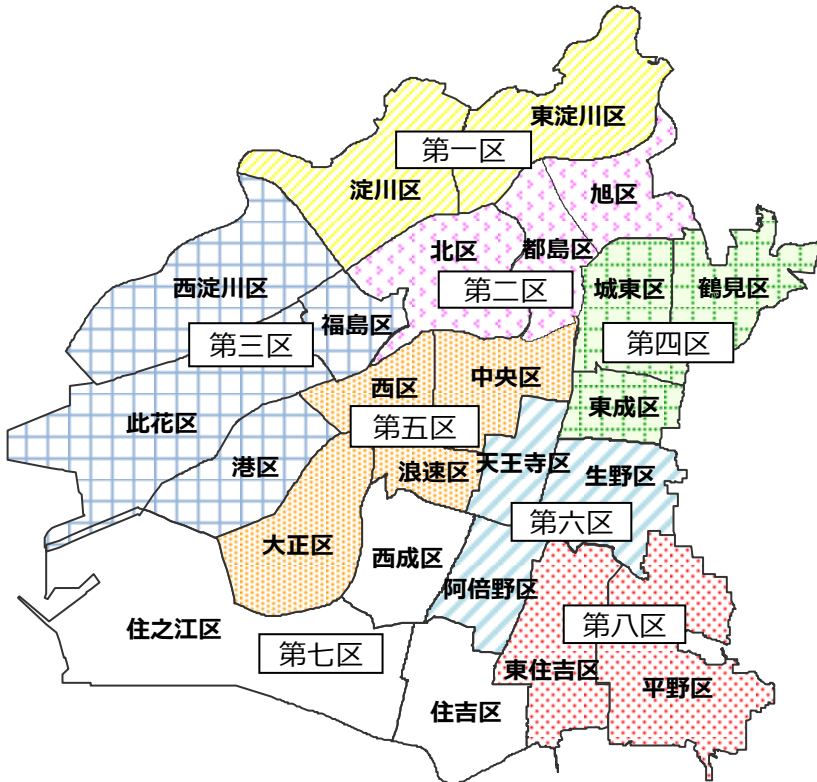 東淀川区
第一区
淀川区
旭区
北区
都島区
第二区
西淀川区
福島区
第三区
城東区
鶴見区
第四区
東成区
此花区
港区
西区
中央区
第五区
浪速区
大正区
天王寺区
生野区
第六区
阿倍野区
西成区
住之江区
第七区
住吉区
第八区
東住吉区
平野区